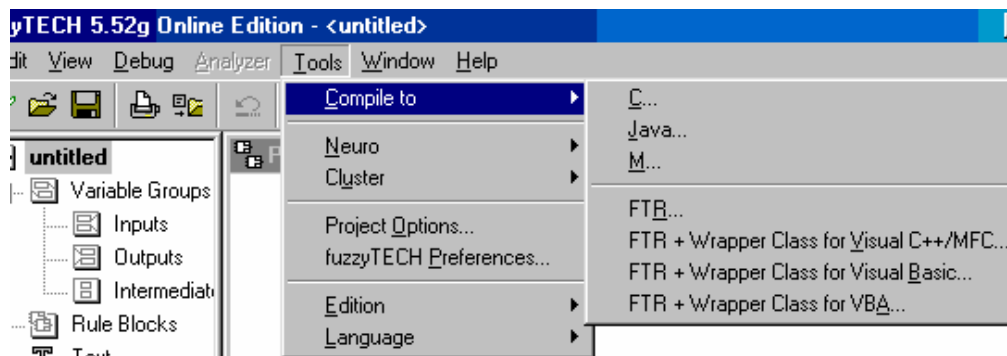 yTECH 5.52g Online Edition - <untitled>
dit View Debug Analyzer Tools Window Help
untitled
Variable Groups
Inputs
Outputs
Intermediat
Rule Blocks
Text
P
Compile to
Neuro
Cluster
Project Options...
fuzzyTECH Preferences...
Edition
Language
C...
Java...
M...
FTR...
FTR + Wrapper Class for Visual C++/MFC...
FTR + Wrapper Class for Visual Basic...
FTR + Wrapper Class for VBA...